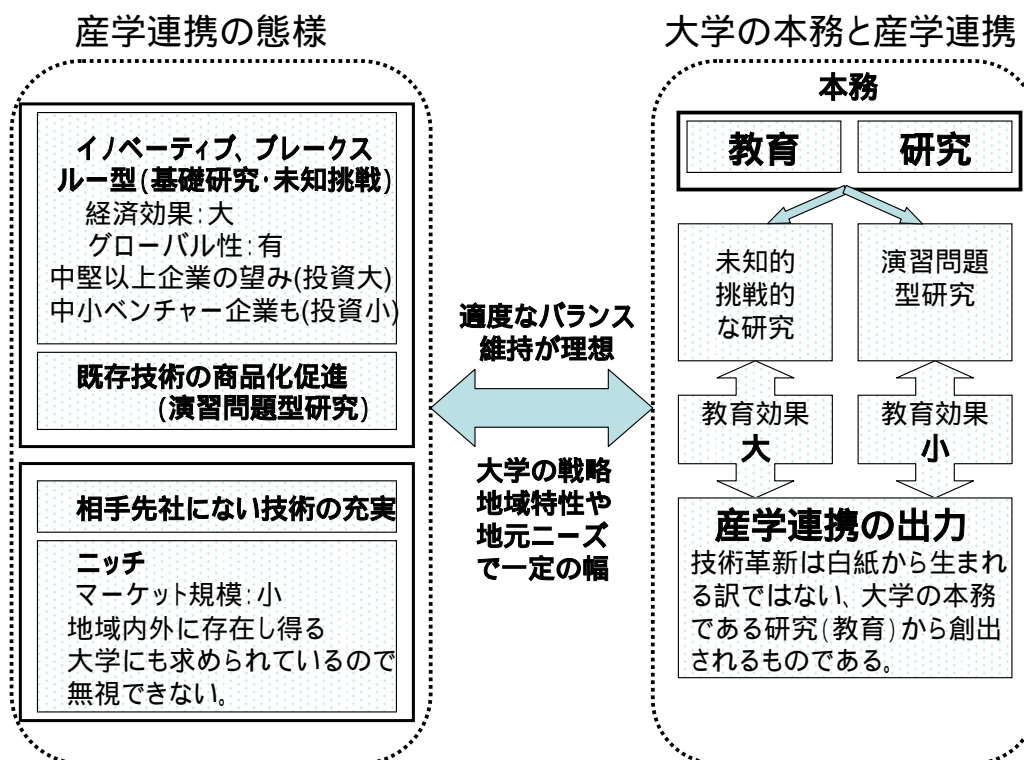 産学連携の態様
イノベーティブ、ブレークス
ルー型(基礎研究・未知挑戦)
経済効果:大
グローバル性:有
中堅以上企業の望み(投資大)
中小ベンチャー企業も(投資小)
既存技術の商品化促進
(演習問題型研究)
相手先社にない技術の充実
ニッチ
マーケット規模:小
地域内外に存在し得る
大学にも求められているので
無視できない。
適度なバランス
維持が理想
大学の戦略
地域特性や
地元ニーズ
で一定の幅
大学の本務と産学連携
本務
教育
研究
未知的
挑戦的
な研究
演習問題
型研究
教育効果
大
教育効果
小
産学連携の出力
技術革新は白紙から生まれ
る訳ではない、大学の本務
である研究(教育)から創出
されるものである。